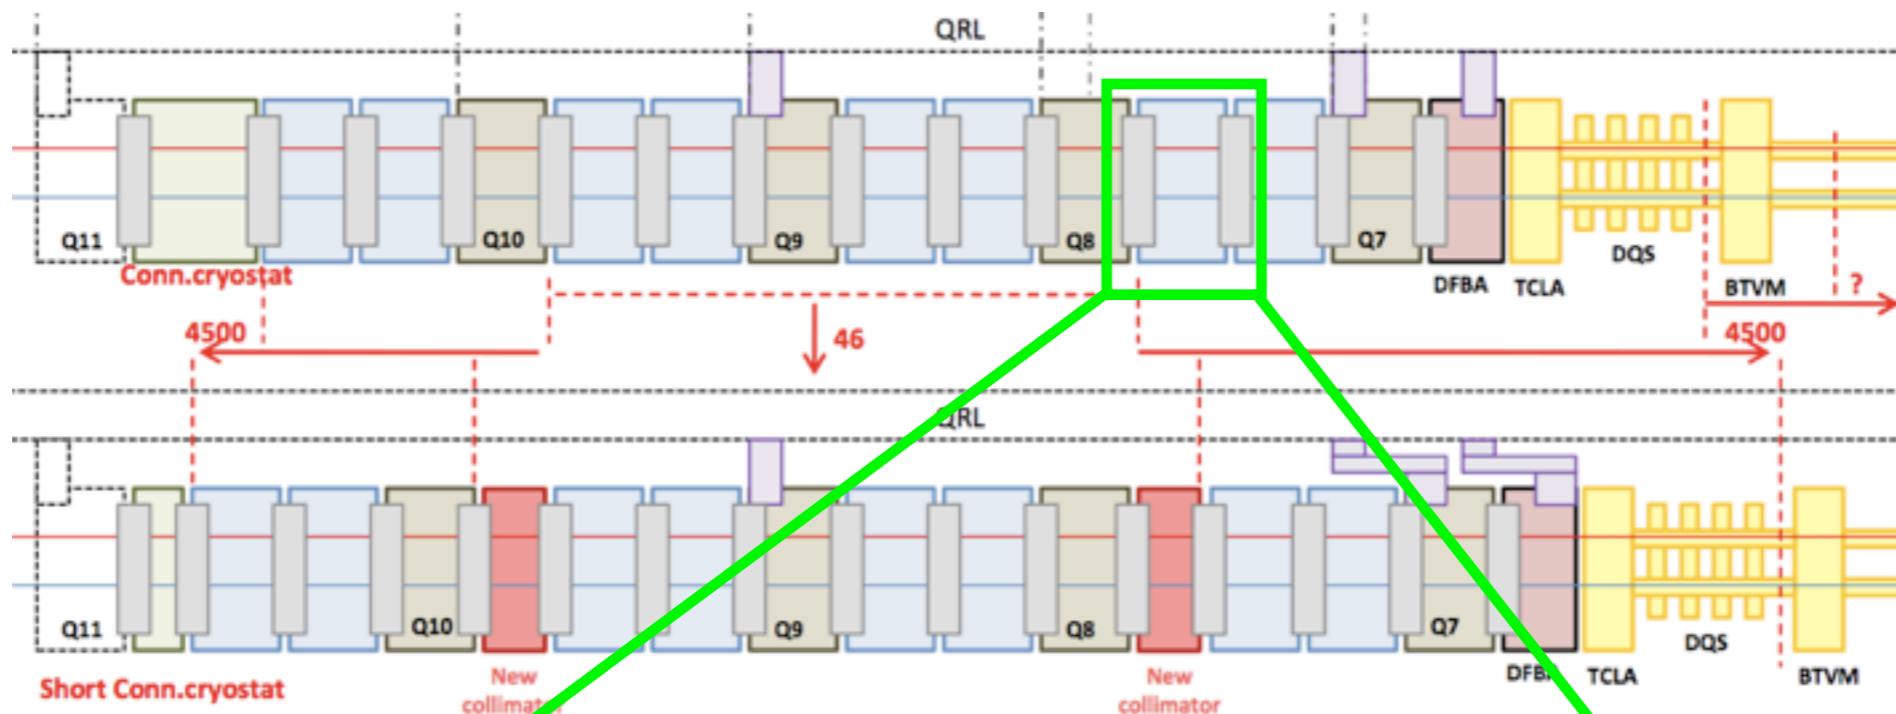 QRL
Q11
Q10
Q9
Q8
Q7
DFBA
TCLA
DQS
BTVM
?
Conn.cryostat
4500
46
4500
QRL
Q11
Q10
Q9
Q8
Q7
TCLA
DQS
BTVM
Short Conn.cryostat
New
New
collimator